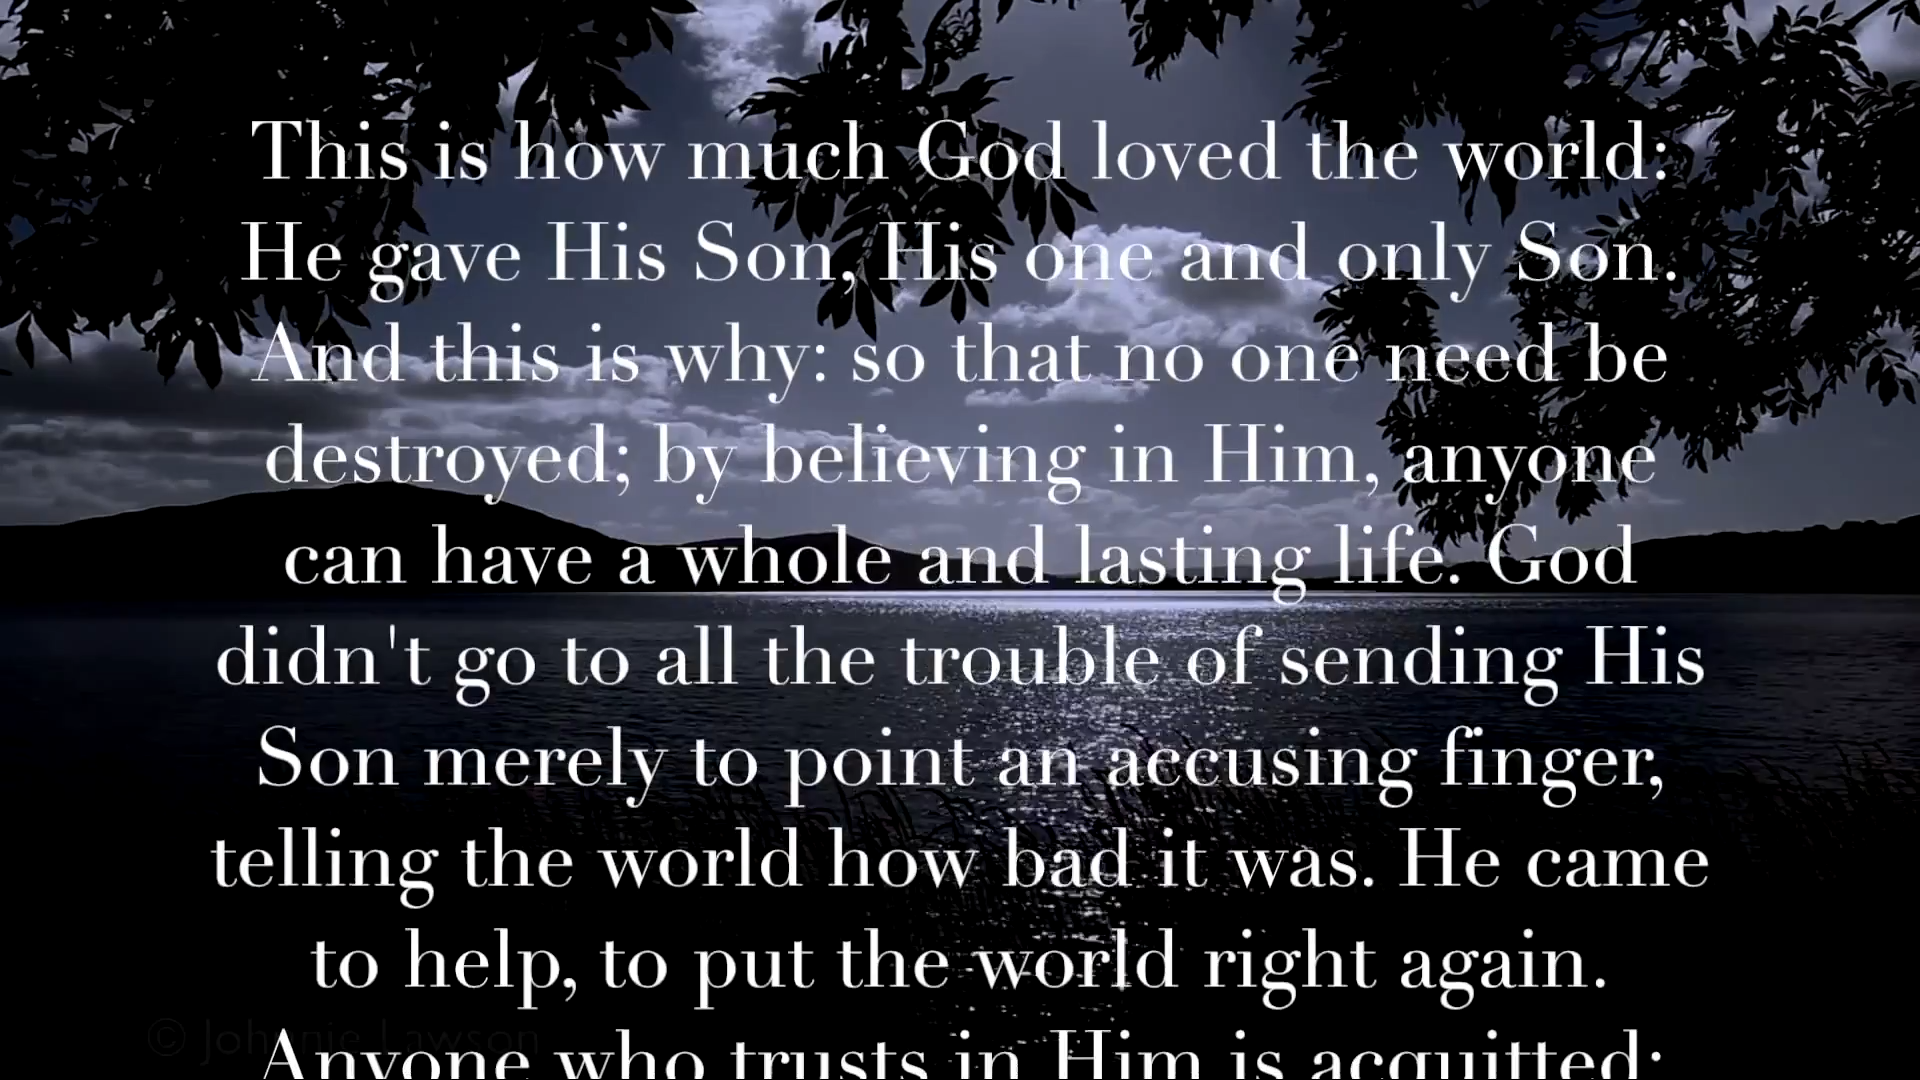 This is how much God loved the world:
He gave His Son, His one and only Son.
And this is why: so that no one need be
destroyed; by believing in Him, anyone
can have a whole and lasting life. God
didn't go to all the trouble of sending His
Son merely to point an accusing finger,
telling the world how bad it was. He came
to help, to put the world right again.
© Johnnie Lawson
Anyone who trusts in Him is acquitted;